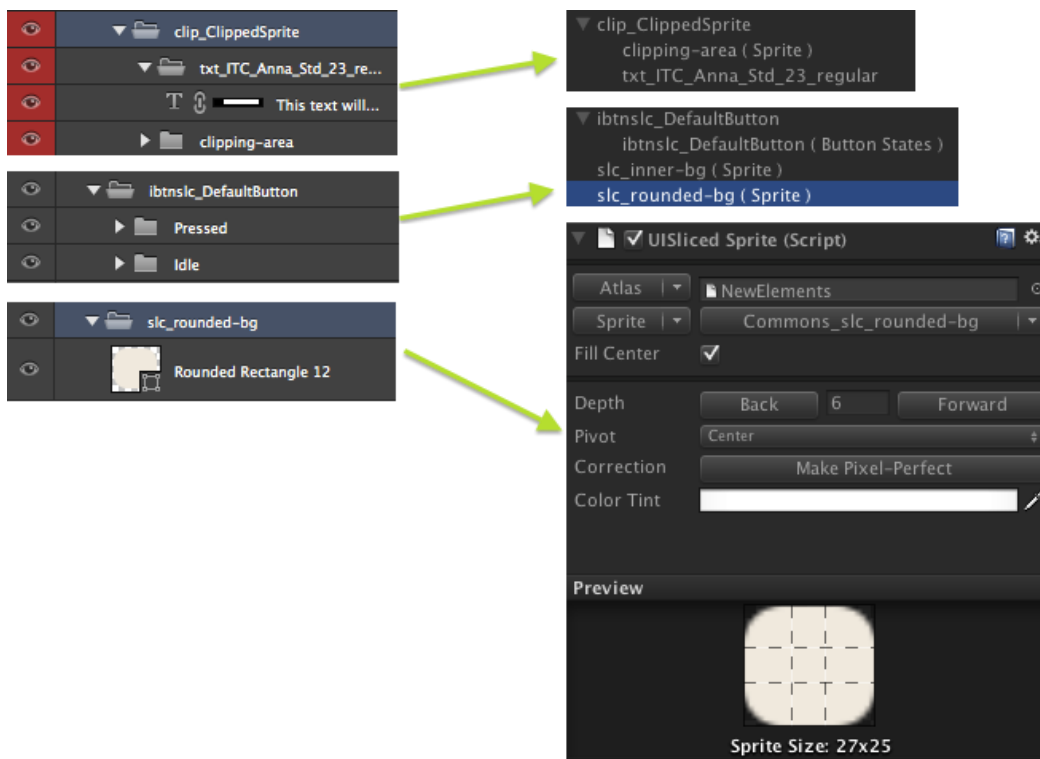 clip_ClippedSprite
txt_ITC_Anna_Std_23_re...
T
This text will...
clipping-area
ibtnslc_DefaultButton
Pressed
Idle
slc_rounded-bg
Rounded Rectangle 12
clip_ClippedSprite
clipping-area ( Sprite )
txt_ITC_Anna_Std_23_regular
ibtnslc_DefaultButton
ibtnslc_DefaultButton ( Button States )
slc_inner-bg ( Sprite )
slc_rounded-bg ( Sprite )
UISliced Sprite (Script)
Atlas NewElements
Sprite Commons_slc_rounded-bg
Fill Center
Depth Back 6 Forward
Pivot Center
Correction Make Pixel-Perfect
Color Tint
Preview
Sprite Size: 27x25